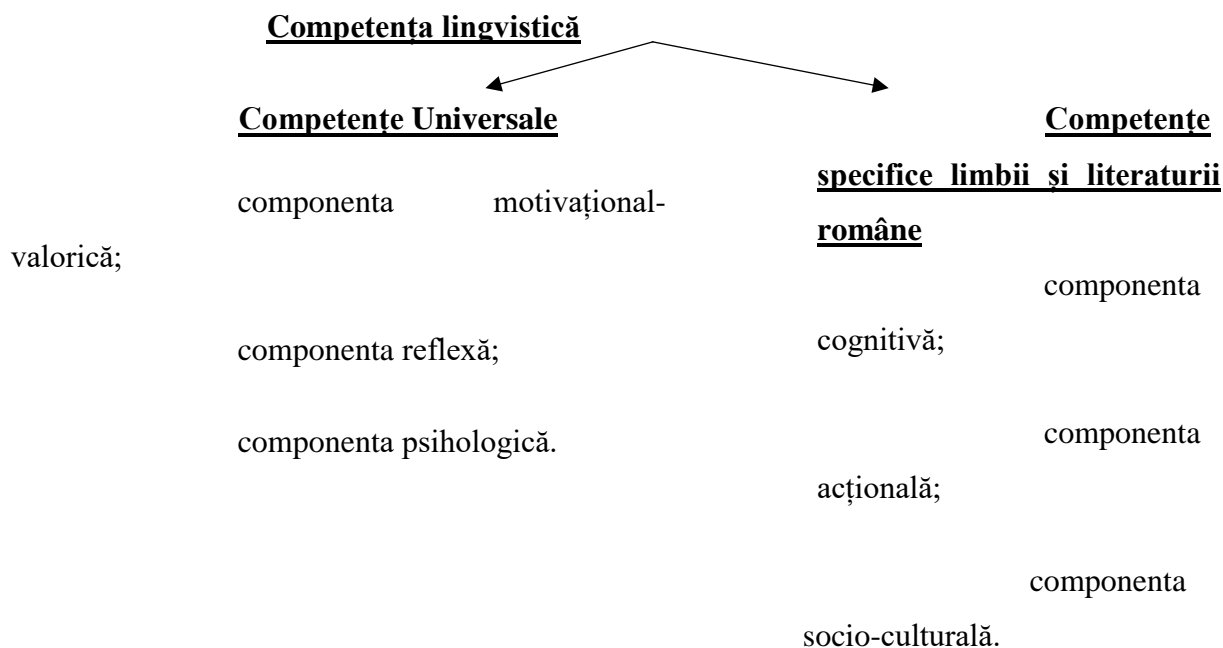 Competența lingvistică
Competențe Universale
componenta motivațional-
valorică;
componenta reflexă;
componenta psihologică.
Competențe
specifice limbii și literaturii
române
componenta
cognitivă;
componenta
acțională;
componenta
socio-culturală.